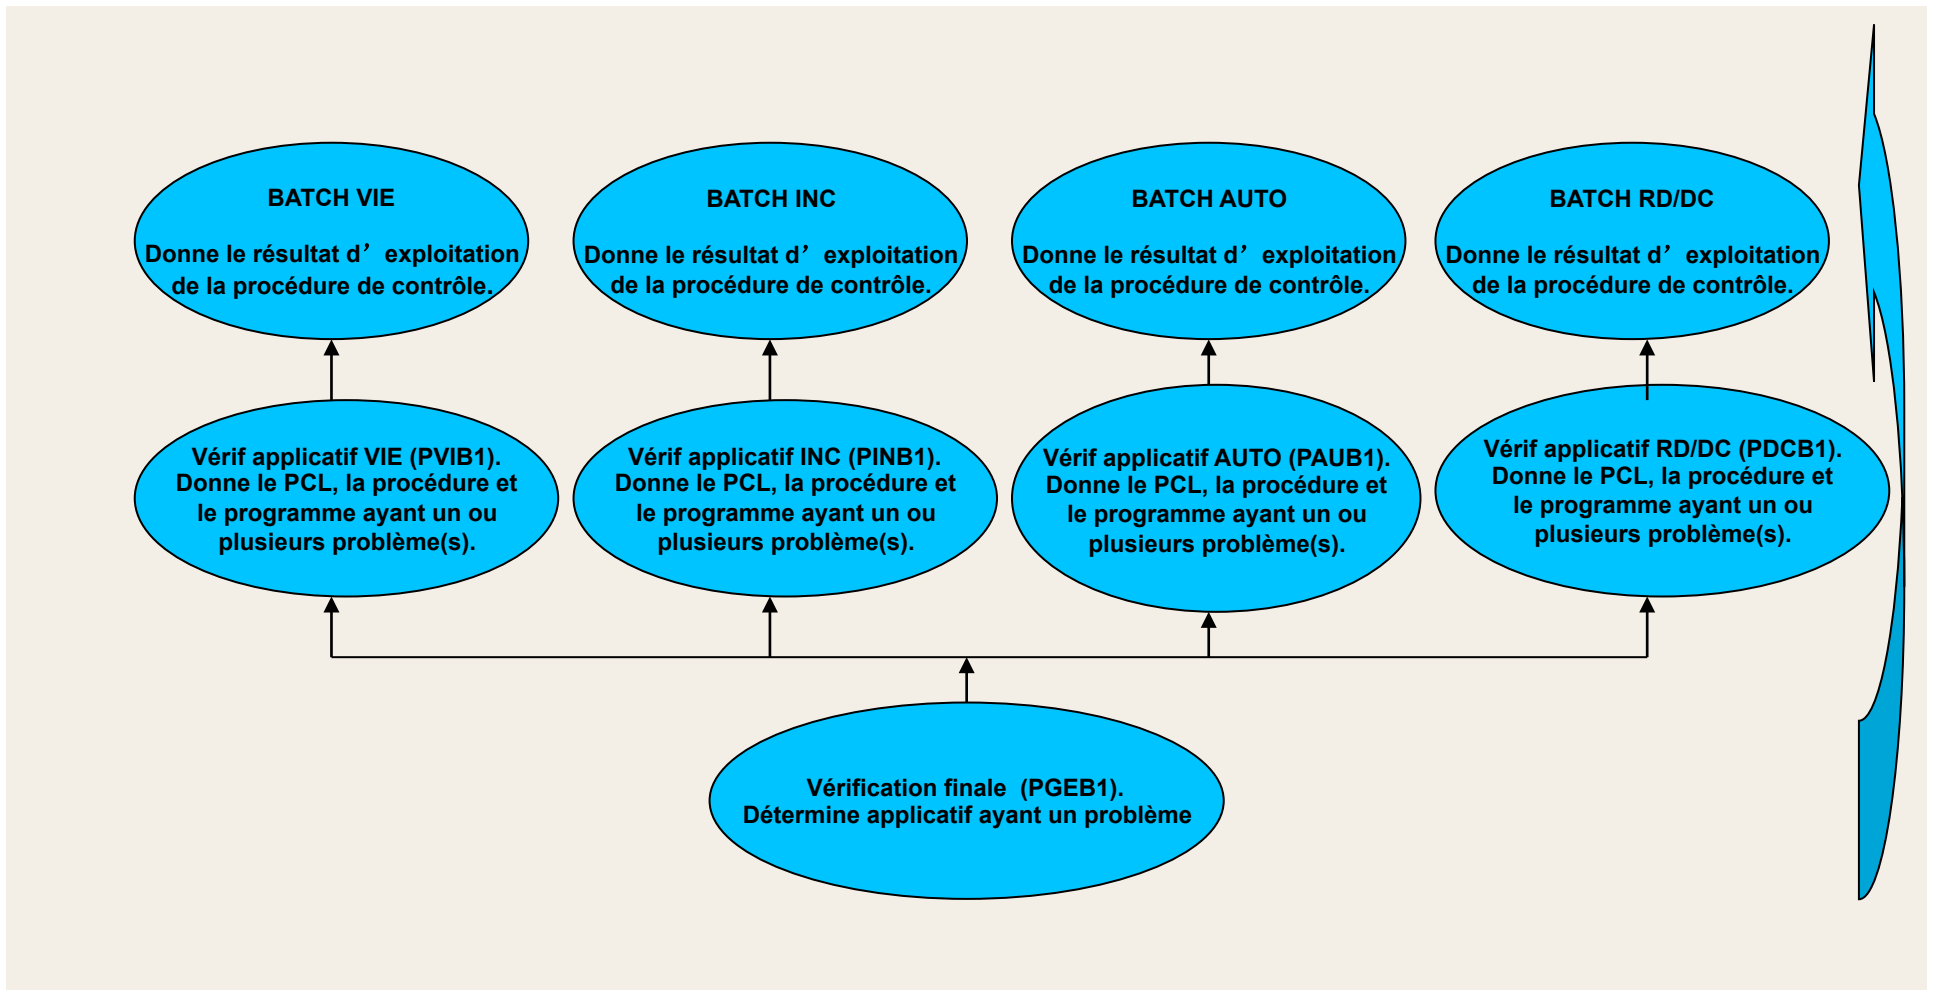 BATCH VIE
Donne le résultat d’ exploitation
de la procédure de contrôle.
BATCH INC
Donne le résultat d’ exploitation
de la procédure de contrôle.
BATCH AUTO
Donne le résultat d’ exploitation
de la procédure de contrôle.
BATCH RD/DC
Donne le résultat d’ exploitation
de la procédure de contrôle.
Vérif applicatif VIE (PVIB1).
Donne le PCL, la procédure et
le programme ayant un ou
plusieurs problème(s).
Vérif applicatif INC (PINB1).
Donne le PCL, la procédure et
le programme ayant un ou
plusieurs problème(s).
Vérif applicatif AUTO (PAUB1).
Donne le PCL, la procédure et
le programme ayant un ou
plusieurs problème(s).
Vérif applicatif RD/DC (PDCB1).
Donne le PCL, la procédure et
le programme ayant un ou
plusieurs problème(s).
Vérification finale (PGEB1).
Détermine applicatif ayant un problème